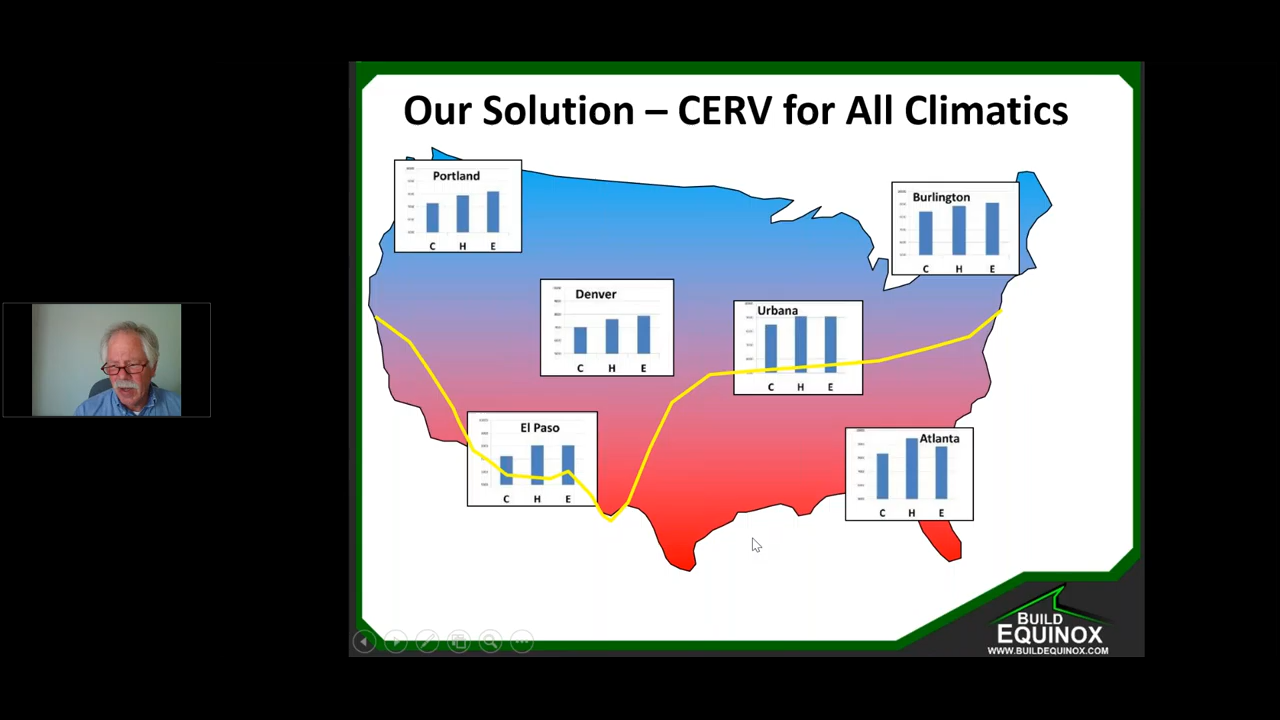 Our Solution – CERV for All Climatics
Portland
C H E
Burlington
C H E
Denver
C H E
Urbana
C H E
El Paso
C H E
Atlanta
C H E
BUILD
EQUINOX
WWW.BUILDEQUINOX.COM